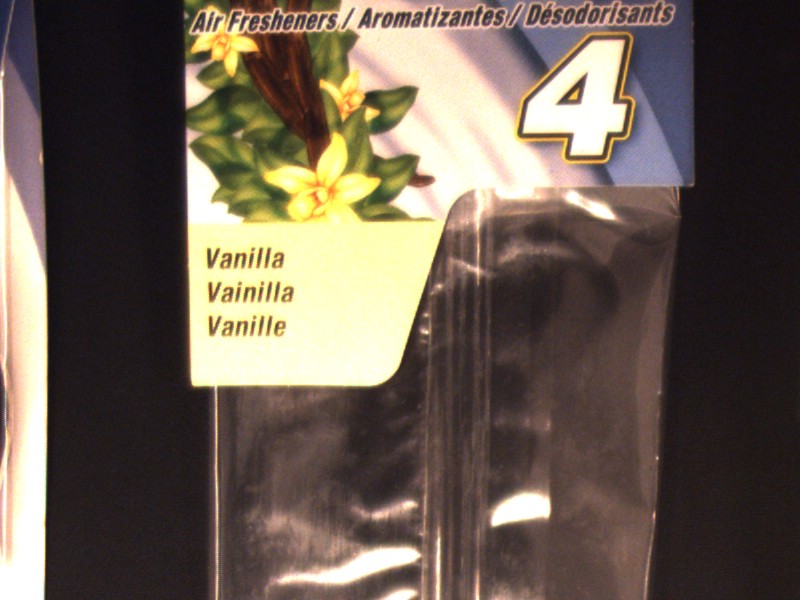 Air Fresheners / Aromatizantes / Désodorisants
4
Vanilla
Vainilla
Vanille